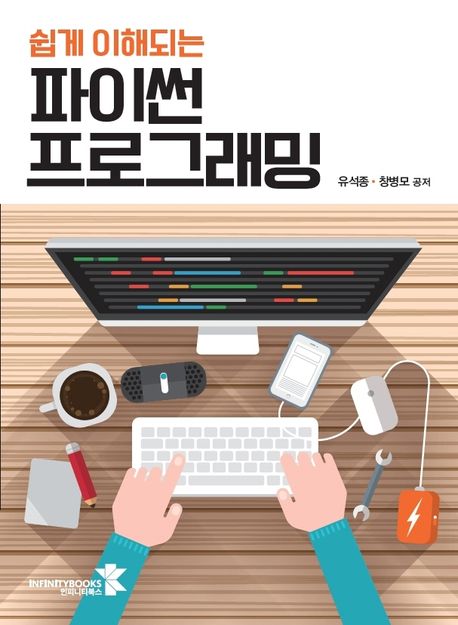 쉽게 이해되는
파이썬
프로그래밍
유석종 • 창병모 공저
INFINITYBOOKS
인피니티북스